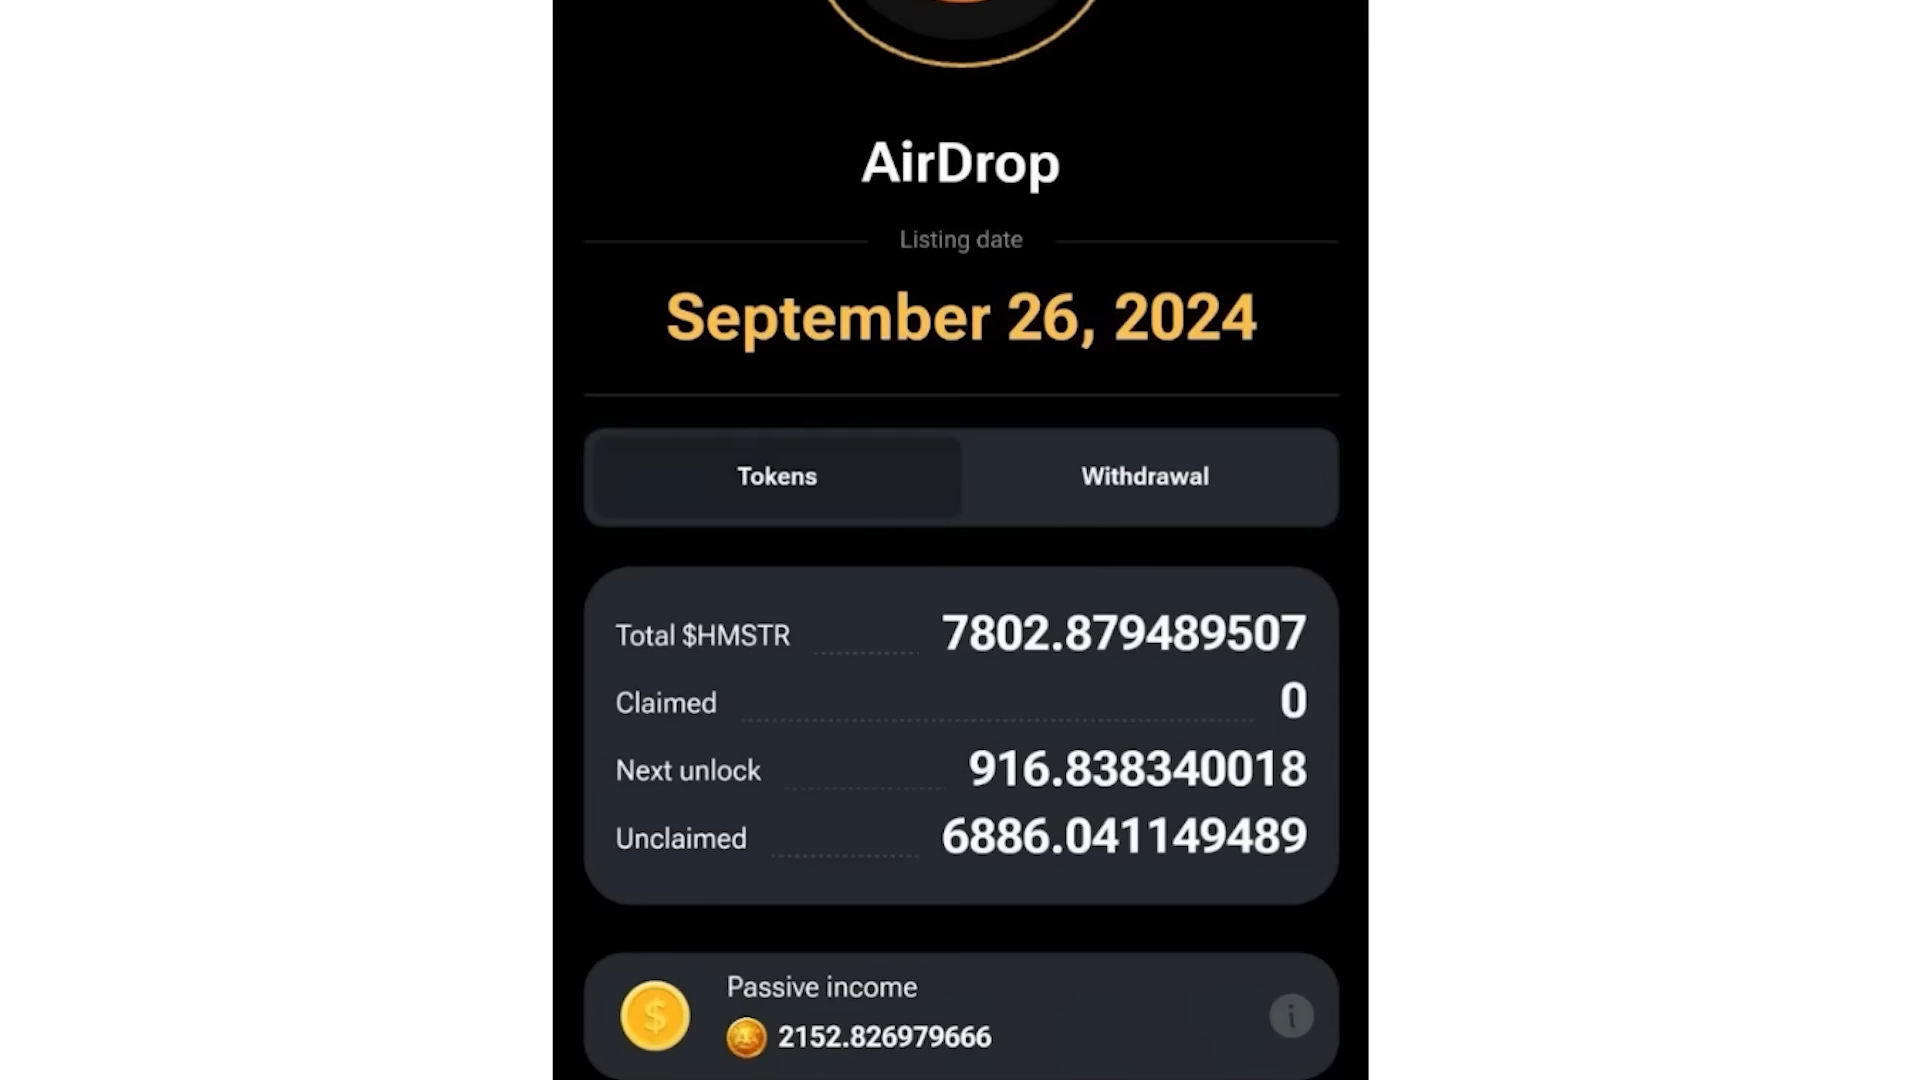 AirDrop
Listing date
September 26, 2024
Tokens Withdrawal
Total $HMSTR 7802.879489507
Claimed 0
Next unlock 916.838340018
Unclaimed 6886.041149489
Passive income
2152.826979666